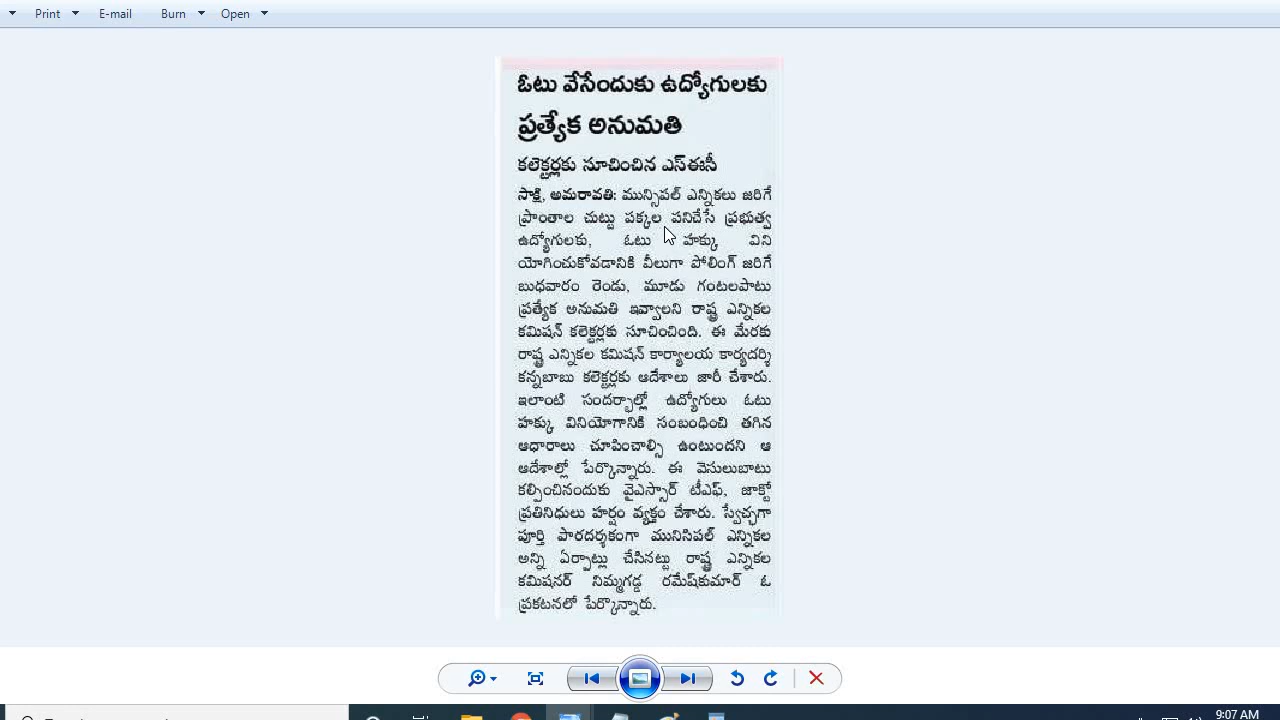 Print
E-mail
Burn
Open
ఓటు వేసేందుకు ఉద్యోగులకు
ప్రత్యేక అనుమతి
కలెక్టర్లకు సూచించిన ఎస్ఈసీ
సాక్షి, అమరావతి: మున్సిపల్ ఎన్నికలు జరిగే
ప్రాంతాల చుట్టు పక్కల పనిచేసే ప్రభుత్వ
ఉద్యోగులకు, ఓటు హక్కు విని
యోగించుకోవడానికి వీలుగా పోలింగ్ జరిగే
బుధవారం రెండు, మూడు గంటలపాటు
ప్రత్యేక అనుమతి ఇవ్వాలని రాష్ట్ర ఎన్నికల
కమిషన్ కలెక్టర్లకు సూచించింది. ఈ మేరకు
రాష్ట్ర ఎన్నికల కమిషన్ కార్యాలయ కార్యదర్శి
కన్నబాబు కలెక్టర్లకు ఆదేశాలు జారీ చేశారు.
ఇలాంటి సందర్భాల్లో ఉద్యోగులు ఓటు
హక్కు వినియోగానికి సంబంధించి తగిన
ఆధారాలు చూపించాల్సి ఉంటుందని ఆ
ఆదేశాల్లో పేర్కొన్నారు. ఈ వెసులుబాటు
కల్పించినందుకు వైఎస్సార్ టీఎఫ్, జాక్టో
ప్రతినిధులు హర్షం వ్యక్తం చేశారు. స్వేచ్ఛగా
పూర్తి పారదర్శకంగా మునిసిపల్ ఎన్నికల
అన్ని ఏర్పాట్లు చేసినట్టు రాష్ట్ర ఎన్నికల
కమిషనర్ నిమ్మగడ్డ రమేష్‌కుమార్ ఓ
ప్రకటనలో పేర్కొన్నారు.
9:07 AM